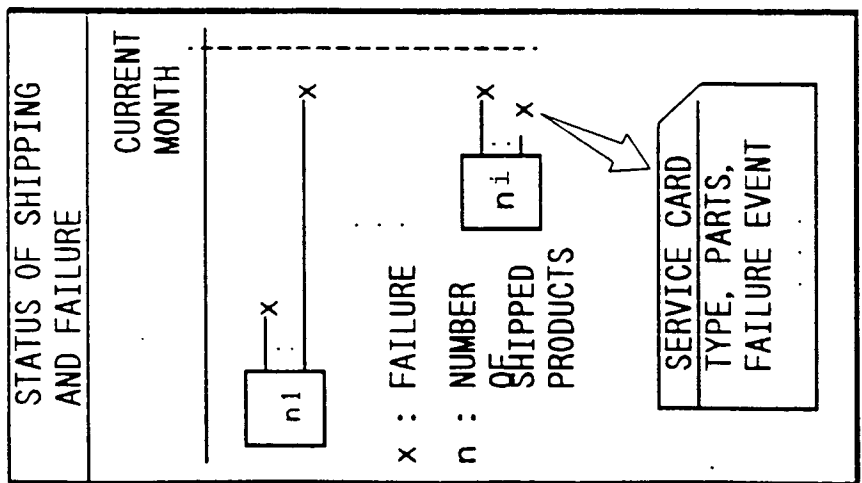 STATUS OF SHIPPING
AND FAILURE
CURRENT
MONTH
x
n1
x
x
n^i
x
x : FAILURE
n : NUMBER
OF
SHIPPED
PRODUCTS
SERVICE CARD
TYPE, PARTS,
FAILURE EVENT